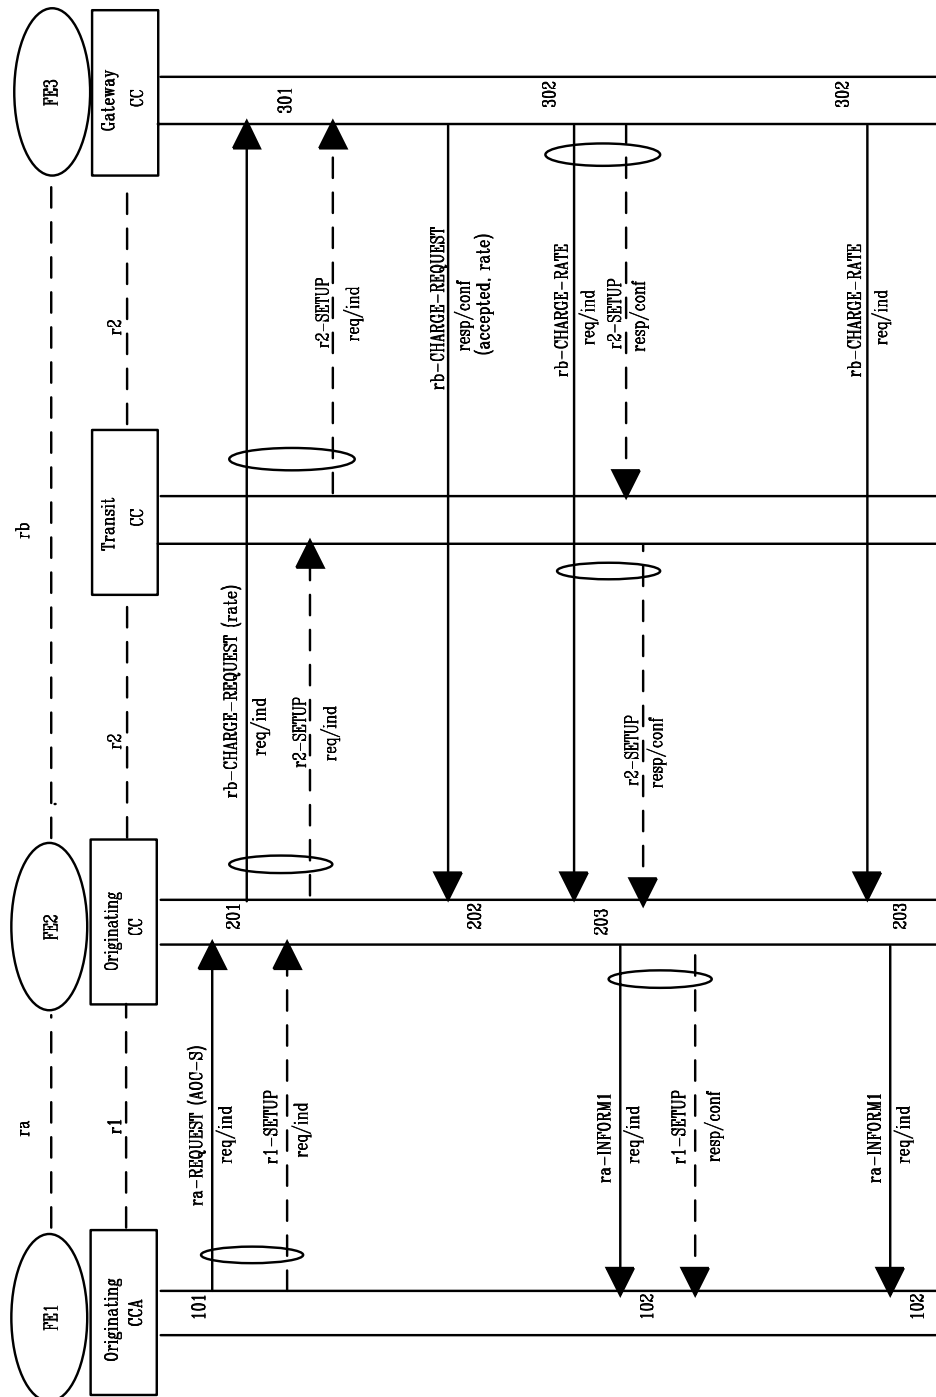 ra
rb
FE1
FE2
FE3
r1
r2
r2
Originating
CCA
Originating
CC
Transit
CC
Gateway
CC
101
ra-REQUEST (AOC-S)
req/ind
r1-SETUP
req/ind
201
rb-CHARGE-REQUEST (rate)
req/ind
r2-SETUP
req/ind
r2-SETUP
req/ind
301
rb-CHARGE-REQUEST
resp/conf
(accepted, rate)
202
302
rb-CHARGE-RATE
req/ind
r2-SETUP
resp/conf
203
r2-SETUP
resp/conf
ra-INFORM1
req/ind
102
r1-SETUP
resp/conf
302
rb-CHARGE-RATE
req/ind
203
ra-INFORM1
req/ind
102